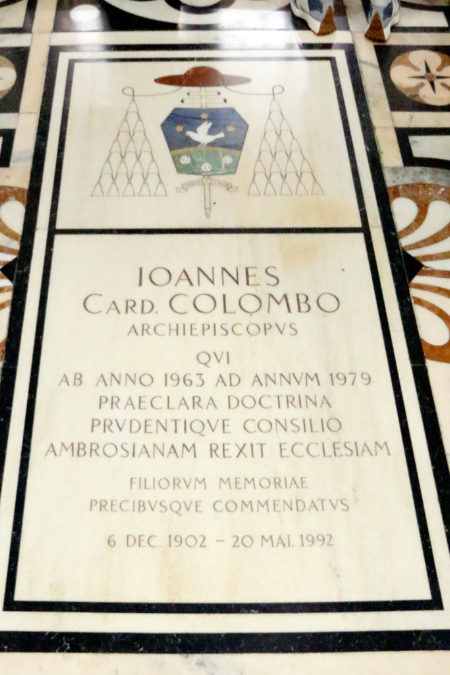 IOANNES
CARD. COLOMBO
ARCHIEPISCOPVS
QVI
AB ANNO 1963 AD ANNVM 1979
PRAECLARA DOCTRINA
PRVDENTIQVE CONSILIO
AMBROSIANAM REXIT ECCLESIAM
FILIORVM MEMORIAE
PRECIBVSQVE COMMENDATVS
6 DEC. 1902 – 20 MAI. 1992